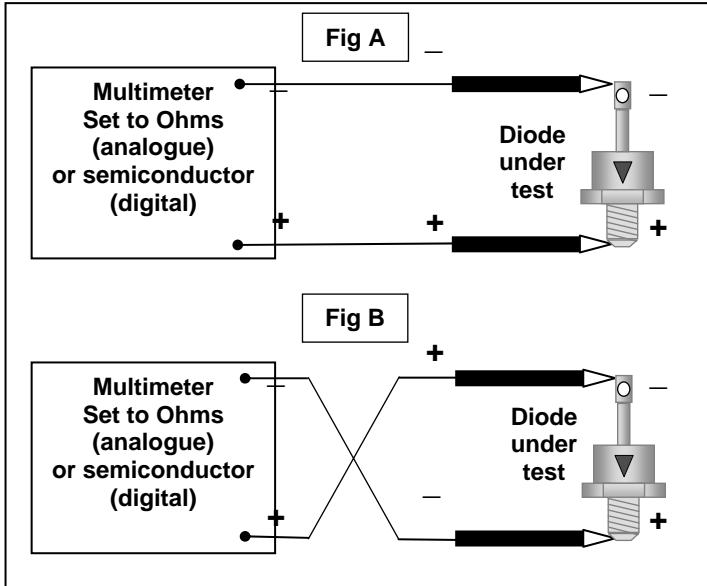 Fig A
–
Multimeter
Set to Ohms
(analogue)
or semiconductor
(digital)
–
+
+
Diode
under
test
–
+
Fig B
+
Multimeter
Set to Ohms
(analogue)
or semiconductor
(digital)
–
+
–
Diode
under
test
–
+